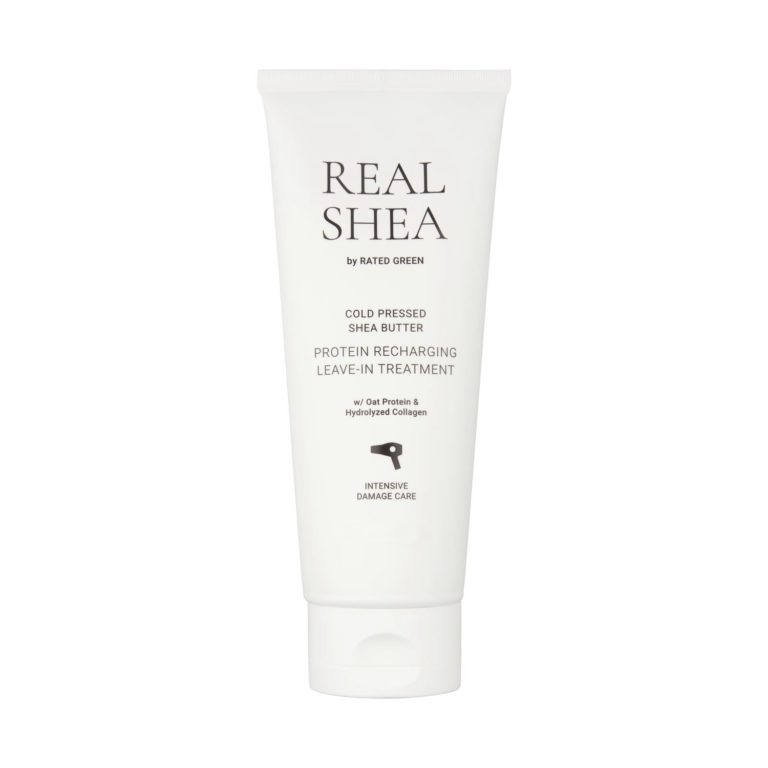 REAL
SHEA
by RATED GREEN
COLD PRESSED
SHEA BUTTER
PROTEIN RECHARGING
LEAVE-IN TREATMENT
w/ Oat Protein &
Hydrolyzed Collagen
INTENSIVE
DAMAGE CARE